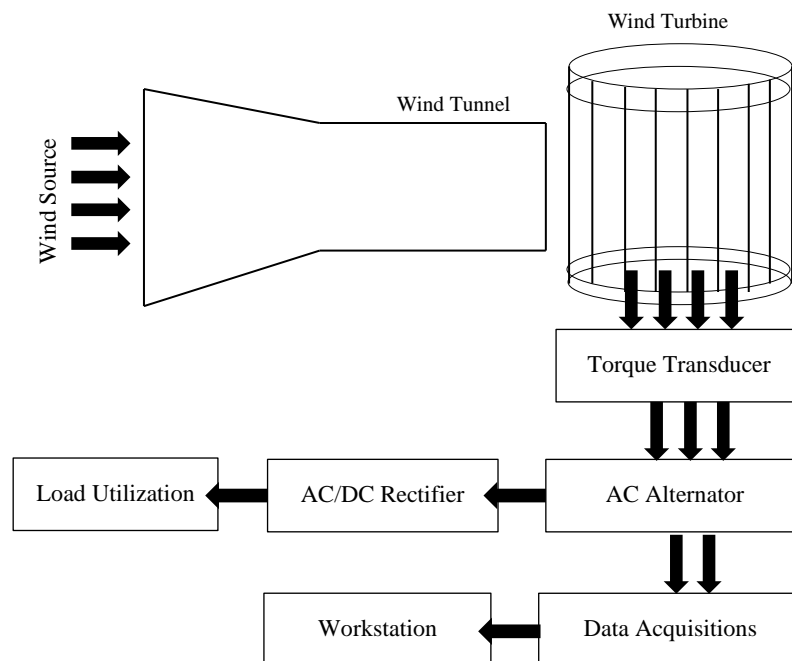 Wind Turbine
Wind Tunnel
Wind Source
Torque Transducer
Load Utilization
AC/DC Rectifier
AC Alternator
Workstation
Data Acquisitions